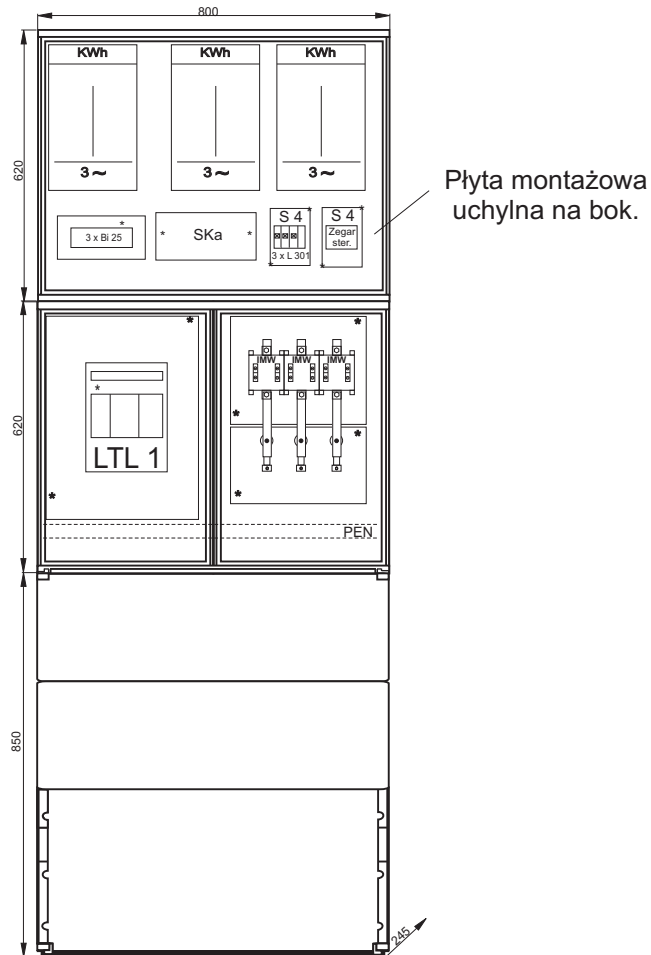 800
KWh KWh KWh
3~ 3~ 3~
620
Płyta montażowa
uchylna na bok.
3 x Bi 25
*
* SKa *
S 4
*
3 x L 301
*
S 4
*
Zegar
ster.
*
620
*
*
LTL 1
*
*
IMW IMW IMW
*
*
*
PEN
850
245